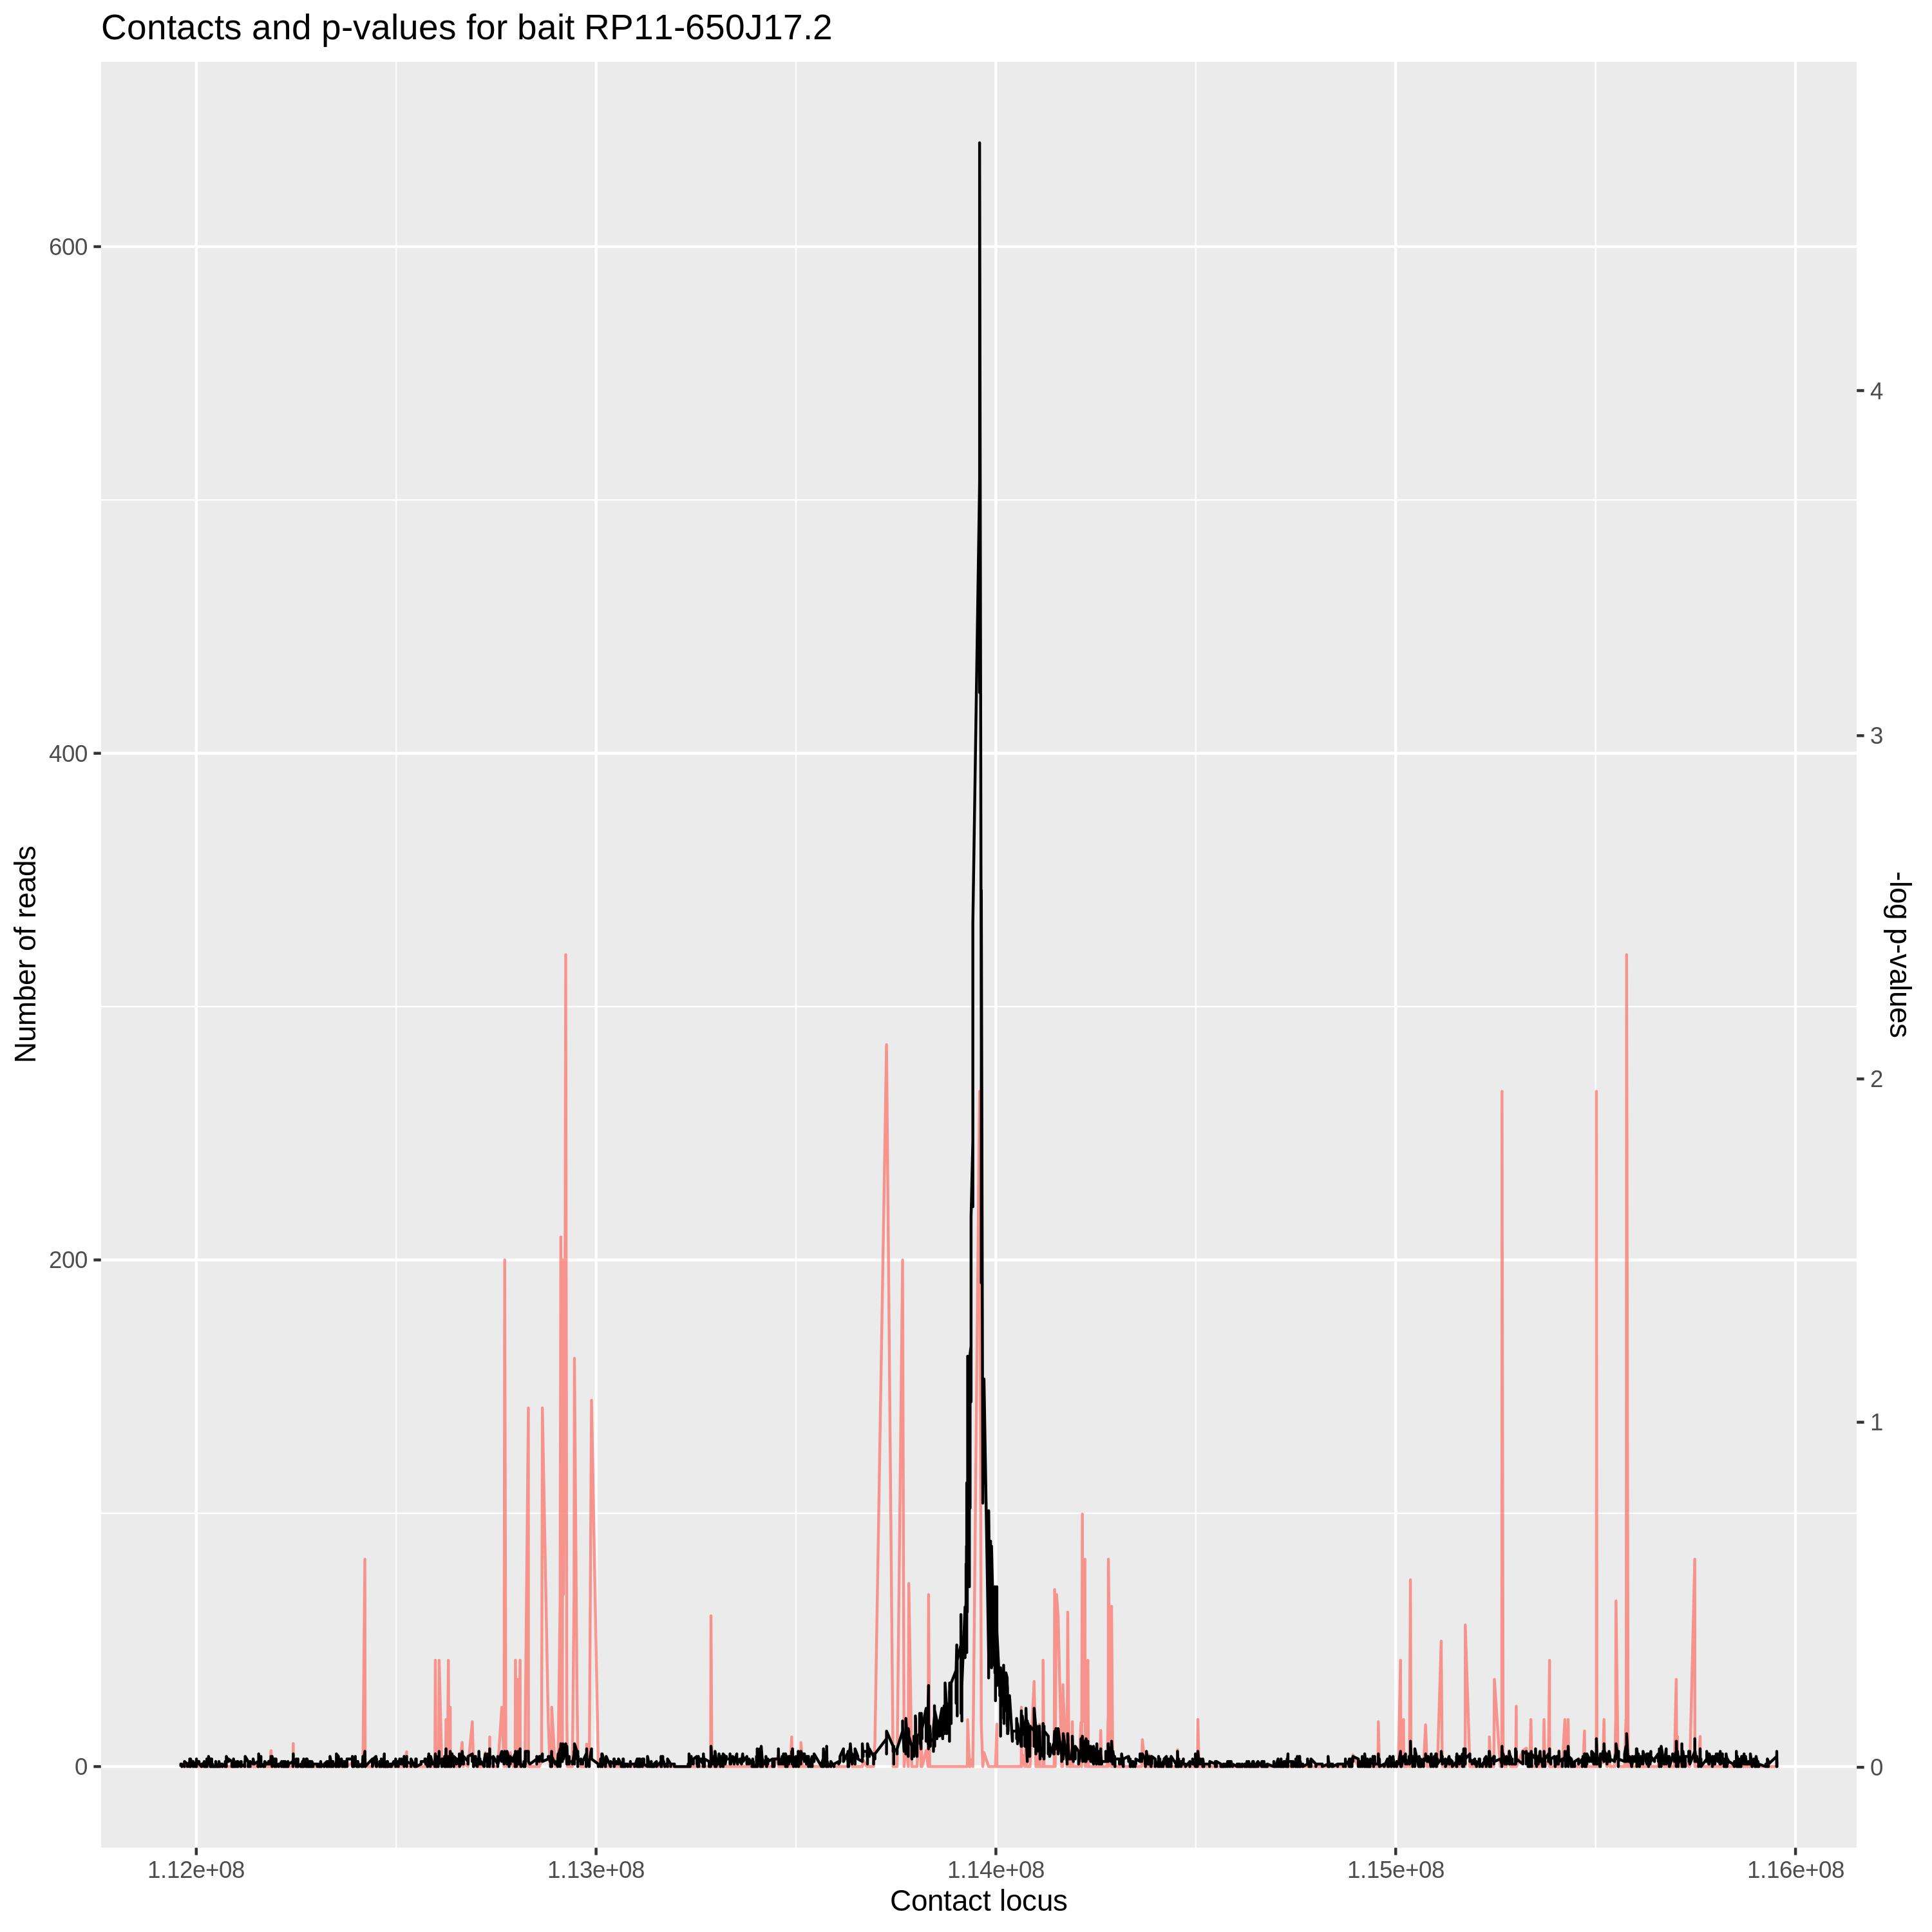 Contacts and p-values for bait RP11-650J17.2
600
400
200
0
Number of reads
4
3
2
1
0
-log p-values
1.12e+08
1.13e+08
1.14e+08
1.15e+08
1.16e+08
Contact locus